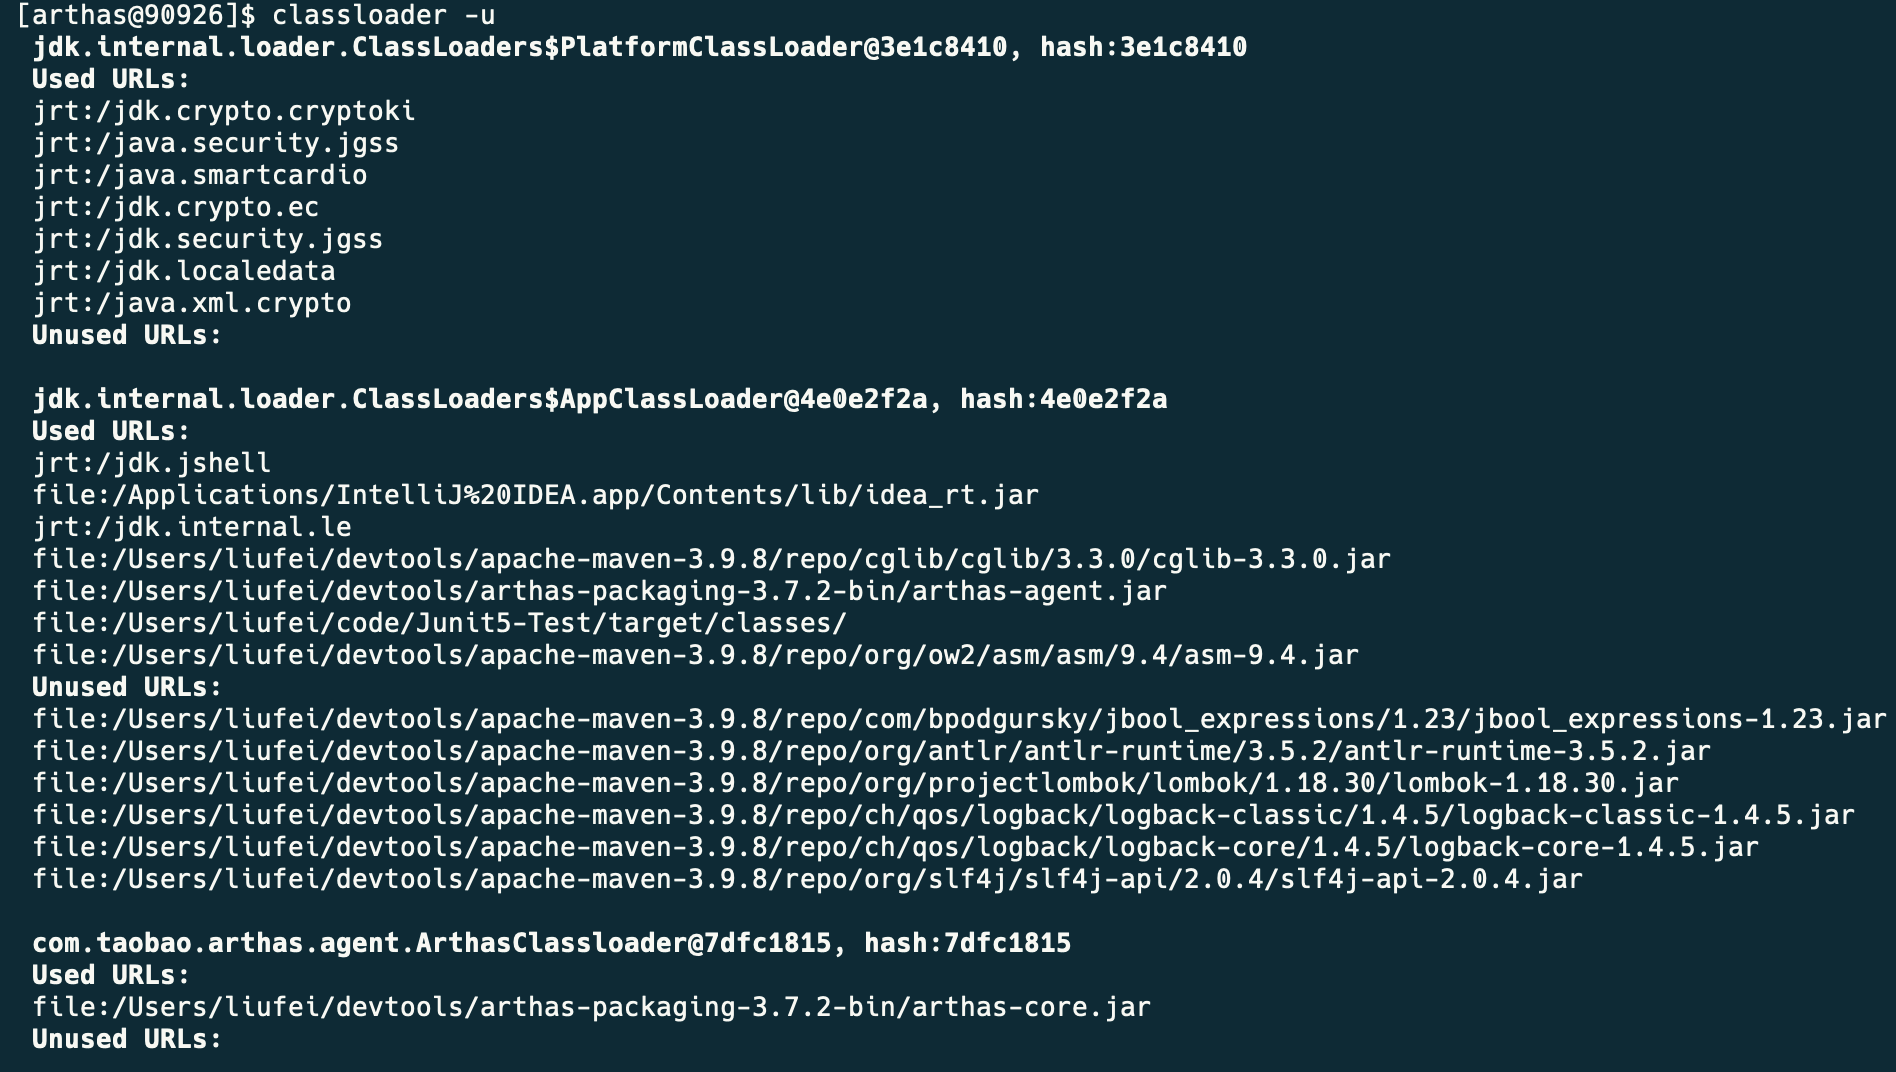 [arthas@90926]$ classloader -u
jdk.internal.loader.ClassLoaders$PlatformClassLoader@3e1c8410, hash:3e1c8410
Used URLs:
jrt:/jdk.crypto.cryptoki
jrt:/java.security.jgss
jrt:/java.smartcardio
jrt:/jdk.crypto.ec
jrt:/jdk.security.jgss
jrt:/jdk.localedata
jrt:/java.xml.crypto
Unused URLs:
jdk.internal.loader.ClassLoaders$AppClassLoader@4e0e2f2a, hash:4e0e2f2a
Used URLs:
jrt:/jdk.jshell
file:/Applications/IntelliJ%20IDEA.app/Contents/lib/idea_rt.jar
jrt:/jdk.internal.le
file:/Users/liufei/devtools/apache-maven-3.9.8/repo/cglib/cglib/3.3.0/cglib-3.3.0.jar
file:/Users/liufei/devtools/arthas-packaging-3.7.2-bin/arthas-agent.jar
file:/Users/liufei/code/Junit5-Test/target/classes/
file:/Users/liufei/devtools/apache-maven-3.9.8/repo/org/ow2/asm/asm/9.4/asm-9.4.jar
Unused URLs:
file:/Users/liufei/devtools/apache-maven-3.9.8/repo/com/bpodgursky/jbool_expressions/1.23/jbool_expressions-1.23.jar
file:/Users/liufei/devtools/apache-maven-3.9.8/repo/org/antlr/antlr-runtime/3.5.2/antlr-runtime-3.5.2.jar
file:/Users/liufei/devtools/apache-maven-3.9.8/repo/org/projectlombok/lombok/1.18.30/lombok-1.18.30.jar
file:/Users/liufei/devtools/apache-maven-3.9.8/repo/ch/qos/logback/logback-classic/1.4.5/logback-classic-1.4.5.jar
file:/Users/liufei/devtools/apache-maven-3.9.8/repo/ch/qos/logback/logback-core/1.4.5/logback-core-1.4.5.jar
file:/Users/liufei/devtools/apache-maven-3.9.8/repo/org/slf4j/slf4j-api/2.0.4/slf4j-api-2.0.4.jar
com.taobao.arthas.agent.ArthasClassloader@7dfc1815, hash:7dfc1815
Used URLs:
file:/Users/liufei/devtools/arthas-packaging-3.7.2-bin/arthas-core.jar
Unused URLs: